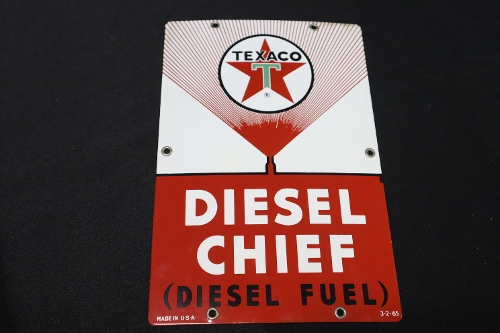 TEXACO
T
®
DIESEL
CHIEF
(DIESEL FUEL)
MADE IN U.S.A. 3-2-65